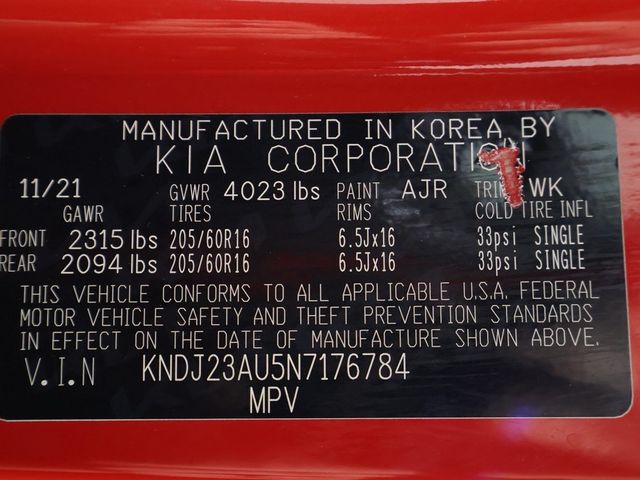 MANUFACTURED IN KOREA BY
KIA CORPORATION
11/21 GVWR 4023 lbs PAINT AJR TRIM WK
GAWR TIRES RIMS COLD TIRE INFL
FRONT 2315 lbs 205/60R16 6.5Jx16 33psi SINGLE
REAR 2094 lbs 205/60R16 6.5Jx16 33psi SINGLE
THIS VEHICLE CONFORMS TO ALL APPLICABLE U.S.A. FEDERAL
MOTOR VEHICLE SAFETY AND THEFT PREVENTION STANDARDS
IN EFFECT ON THE DATE OF MANUFACTURE SHOWN ABOVE.
V.I.N KNDJ23AU5N7176784
MPV